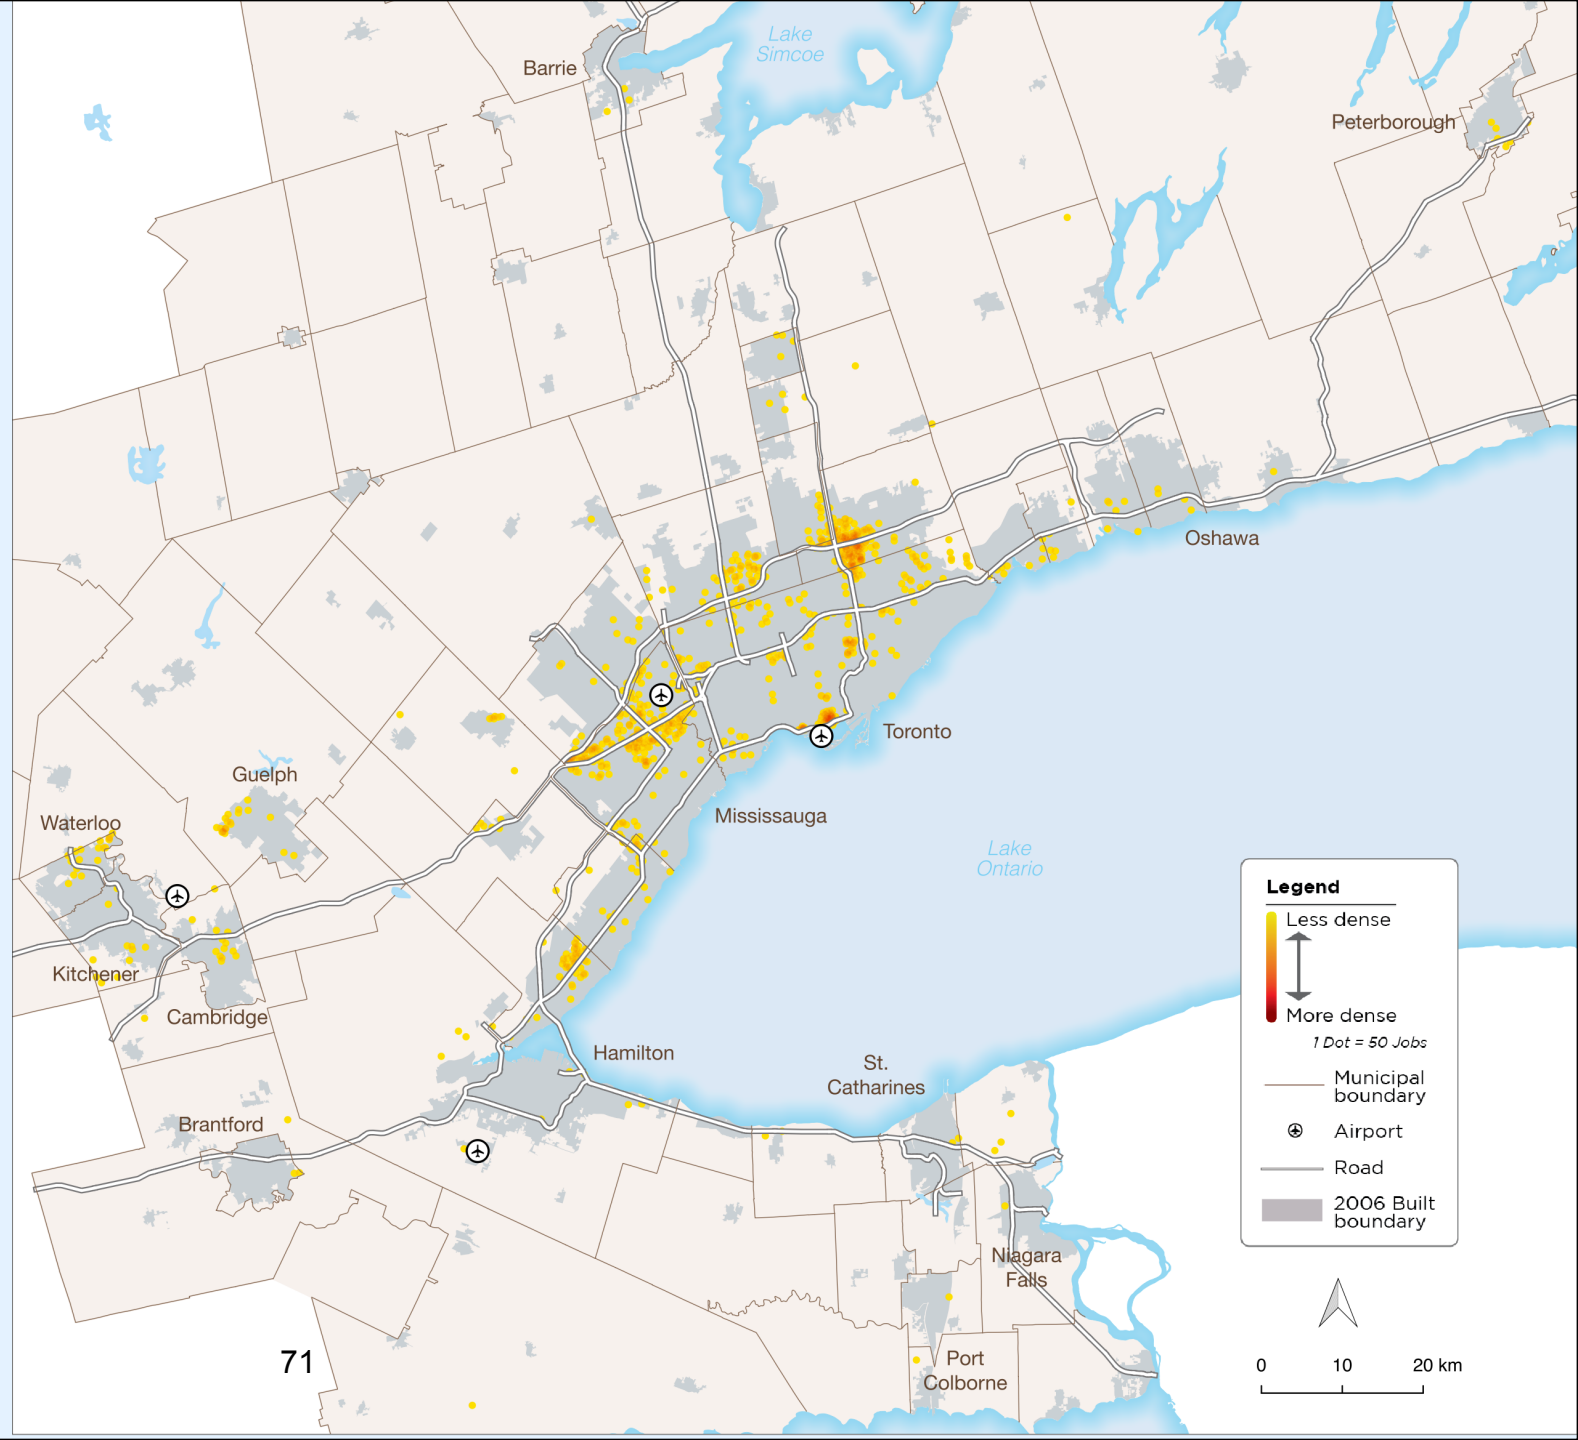 Lake
Simcoe
Barrie
Peterborough
Oshawa
Toronto
Guelph
Waterloo
Mississauga
Lake
Ontario
Kitchener
Cambridge
Hamilton
St.
Catharines
Brantford
Niagara
Falls
Port
Colborne
71
Legend
Less dense
More dense
1 Dot = 50 Jobs
Municipal
boundary
Airport
Road
2006 Built
boundary
0 10 20 km